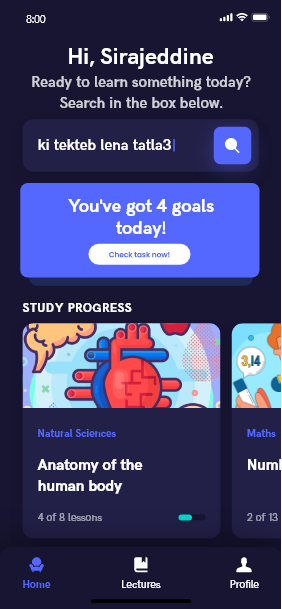 8:00
Hi, Sirajeddine
Ready to learn something today?
Search in the box below.
ki tekteb lena tatla3
You've got 4 goals
today!
Check task now!
STUDY PROGRESS
3,14
Natural Sciences
Maths
Anatomy of the
human body
4 of 8 lessons
2 of 13
Home
Lectures
Profile